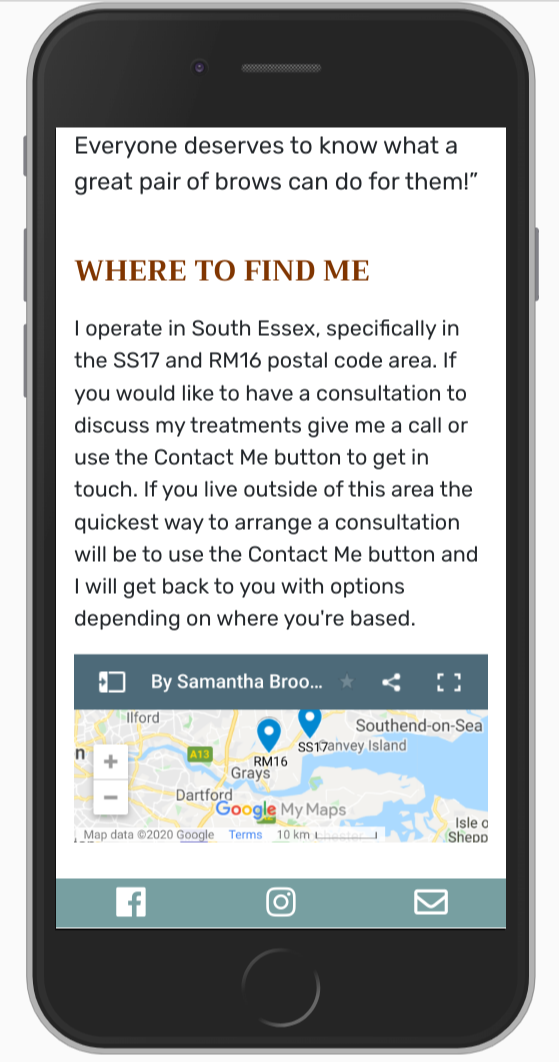 Everyone deserves to know what a
great pair of brows can do for them!”
WHERE TO FIND ME
I operate in South Essex, specifically in
the SS17 and RM16 postal code area. If
you would like to have a consultation to
discuss my treatments give me a call or
use the Contact Me button to get in
touch. If you live outside of this area the
quickest way to arrange a consultation
will be to use the Contact Me button and
I will get back to you with options
depending on where you're based.
By Samantha Broo...
Ilford
Southend-on-Sea
n
A13
SS17
anvey Island
RM16
Grays
Dartford
Google My Maps
Isle o
Shepp
Map data ©2020 Google Terms 10 km